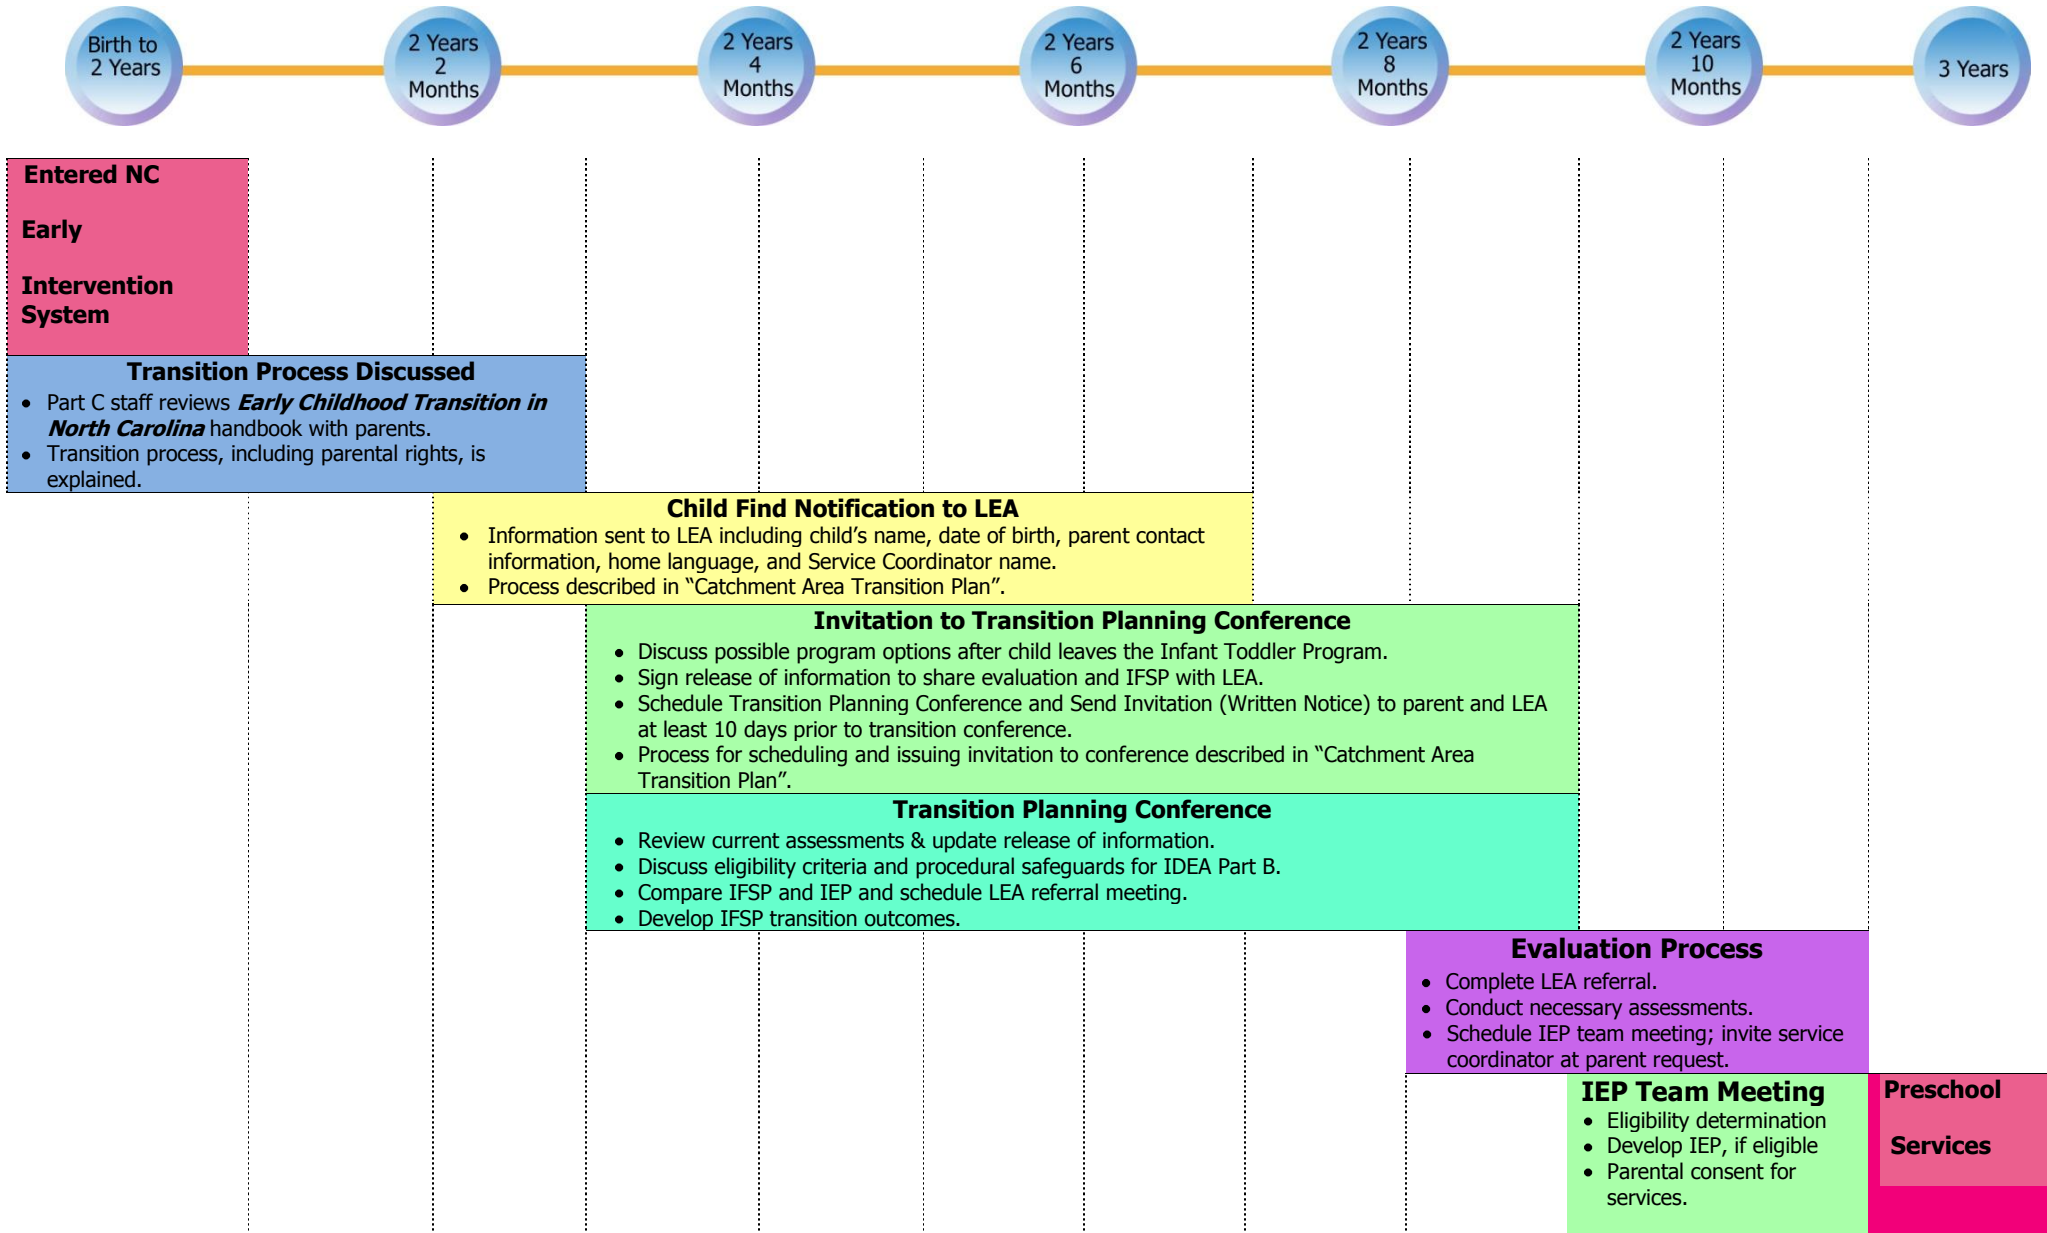 Birth to
2 Years
2 Years
2
Months
2 Years
4
Months
2 Years
6
Months
2 Years
8
Months
2 Years
10
Months
3 Years
Entered NC
Early
Intervention
System
Transition Process Discussed
• Part C staff reviews Early Childhood Transition in
North Carolina handbook with parents.
• Transition process, including parental rights, is
explained.
Child Find Notification to LEA
• Information sent to LEA including child’s name, date of birth, parent contact
information, home language, and Service Coordinator name.
• Process described in “Catchment Area Transition Plan”.
Invitation to Transition Planning Conference
• Discuss possible program options after child leaves the Infant Toddler Program.
• Sign release of information to share evaluation and IFSP with LEA.
• Schedule Transition Planning Conference and Send Invitation (Written Notice) to parent and LEA
at least 10 days prior to transition conference.
• Process for scheduling and issuing invitation to conference described in “Catchment Area
Transition Plan”.
Transition Planning Conference
• Review current assessments & update release of information.
• Discuss eligibility criteria and procedural safeguards for IDEA Part B.
• Compare IFSP and IEP and schedule LEA referral meeting.
• Develop IFSP transition outcomes.
Evaluation Process
• Complete LEA referral.
• Conduct necessary assessments.
• Schedule IEP team meeting; invite service
coordinator at parent request.
IEP Team Meeting
• Eligibility determination
• Develop IEP, if eligible
• Parental consent for
services.
Preschool
Services